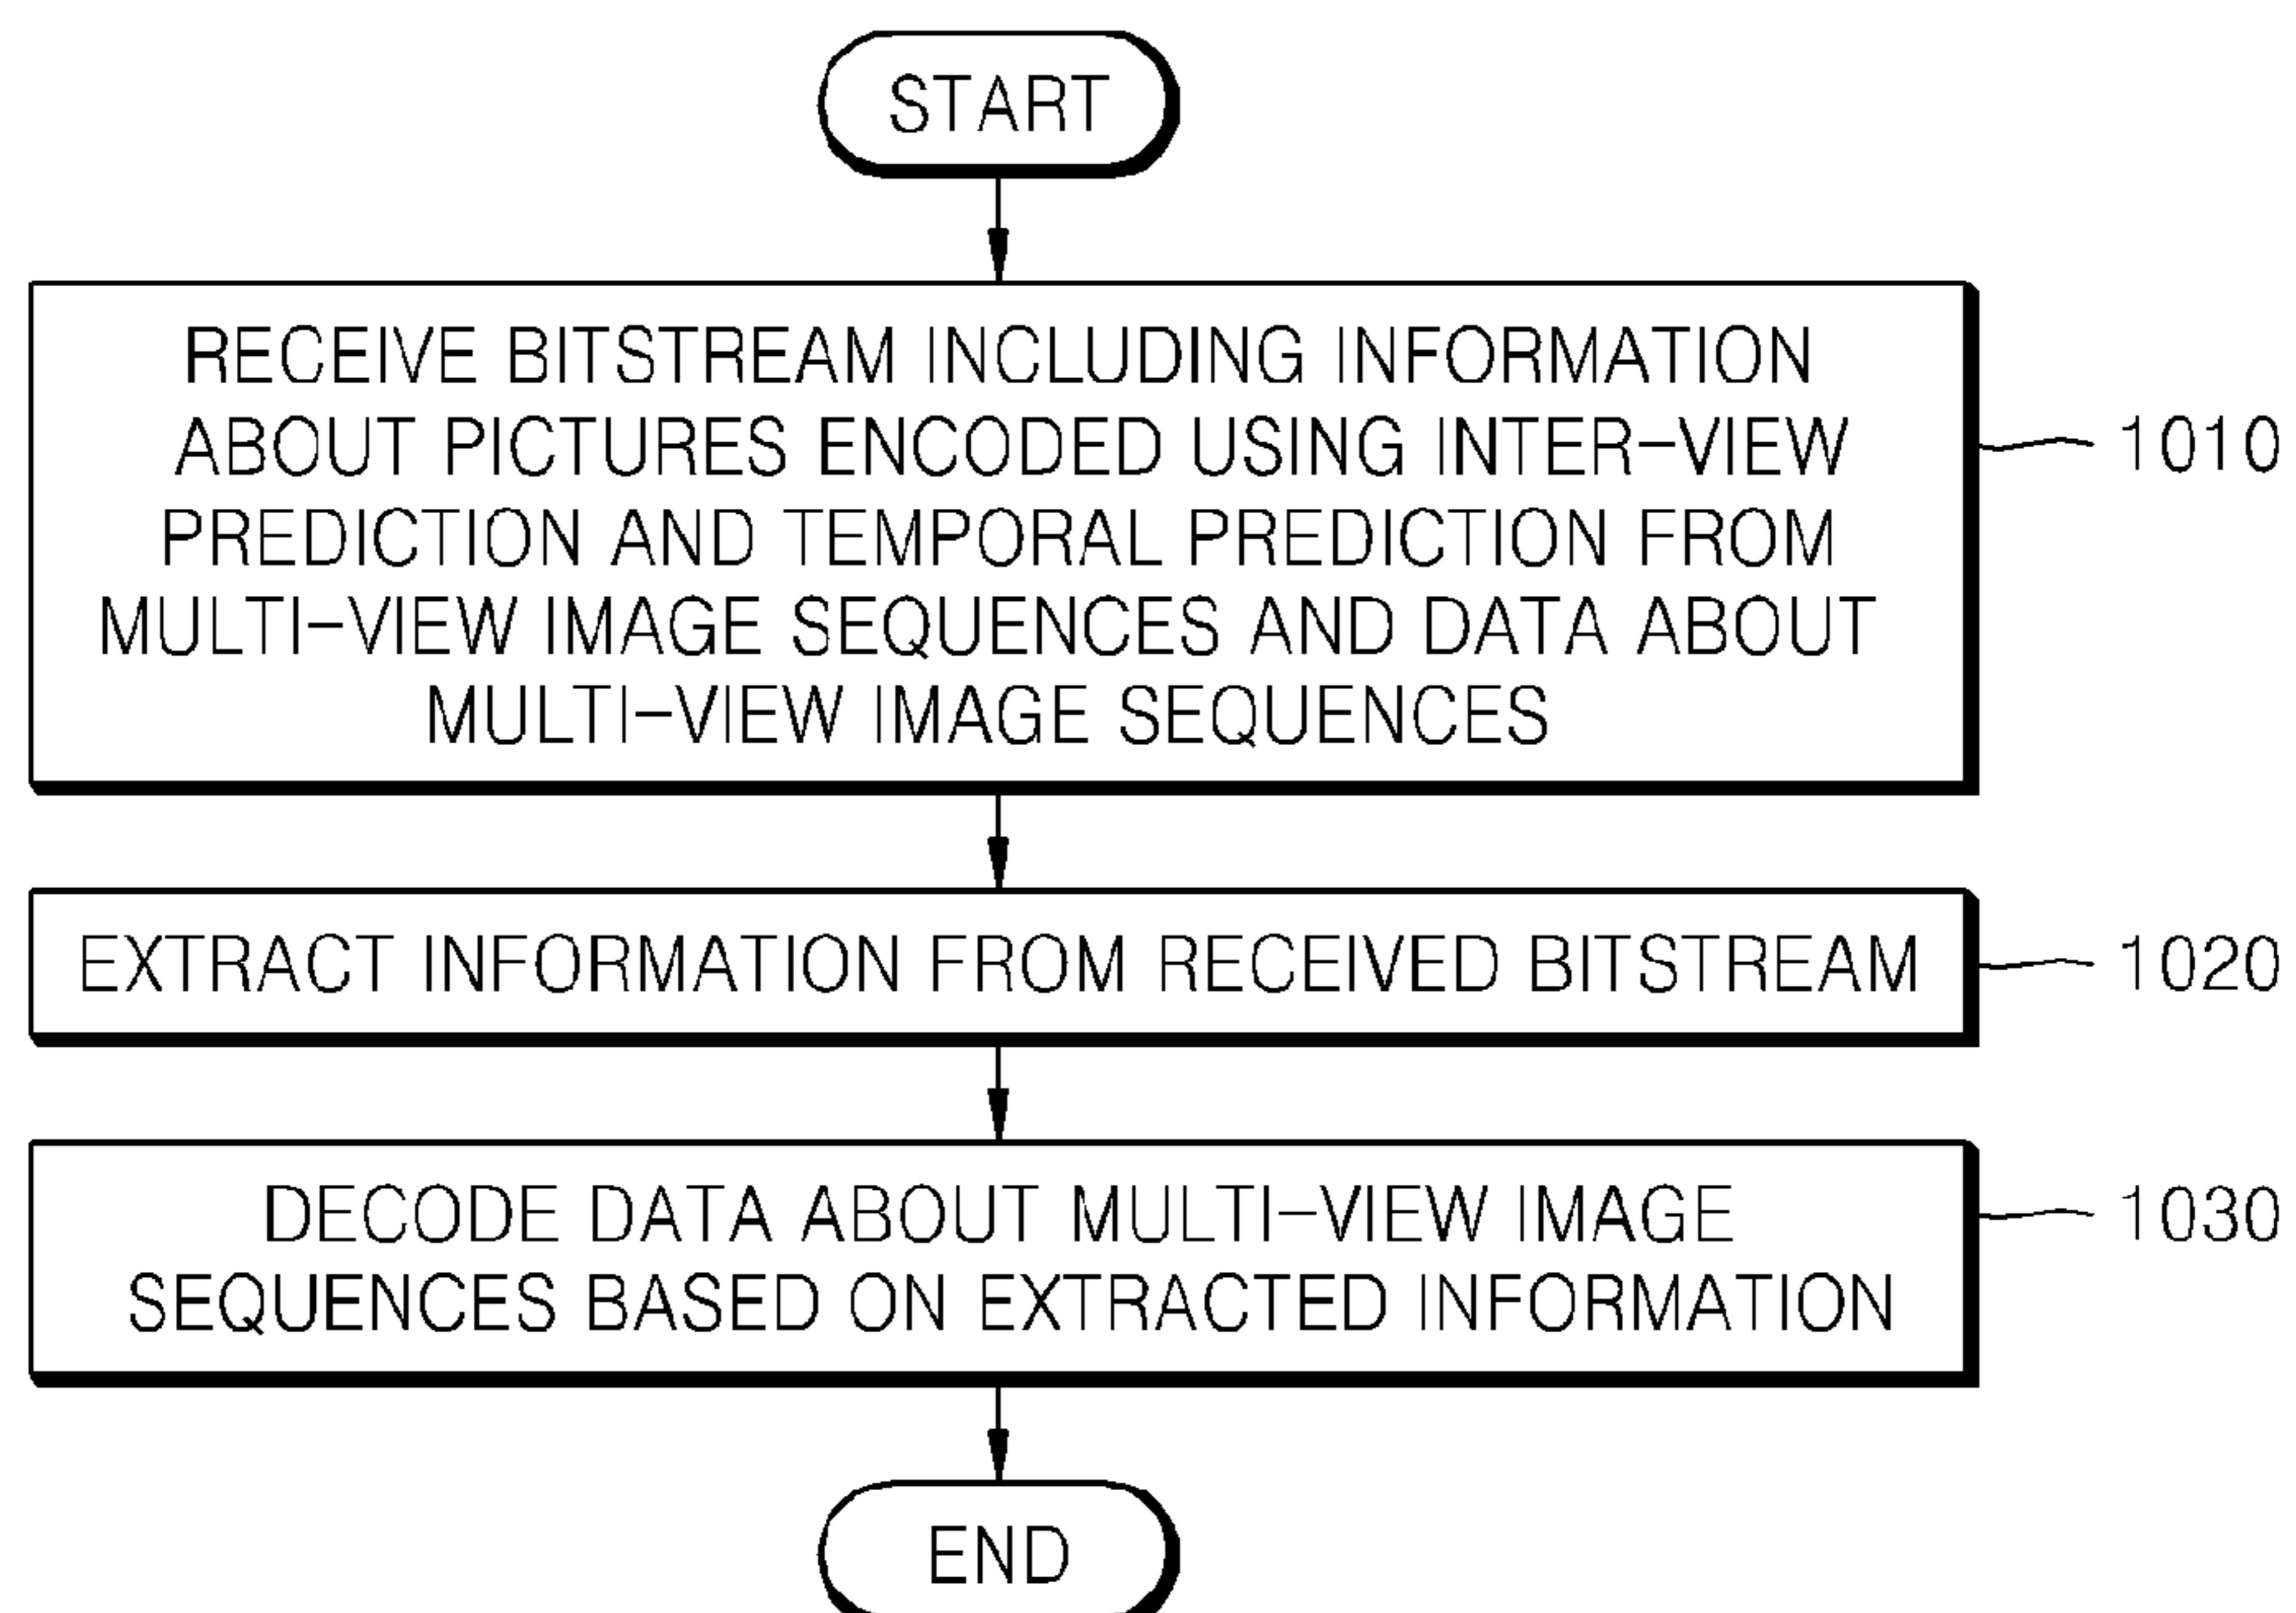 START
RECEIVE BITSTREAM INCLUDING INFORMATION
ABOUT PICTURES ENCODED USING INTER-VIEW
PREDICTION AND TEMPORAL PREDICTION FROM
MULTI-VIEW IMAGE SEQUENCES AND DATA ABOUT
MULTI-VIEW IMAGE SEQUENCES
1010
EXTRACT INFORMATION FROM RECEIVED BITSTREAM
1020
DECODE DATA ABOUT MULTI-VIEW IMAGE
SEQUENCES BASED ON EXTRACTED INFORMATION
1030
END